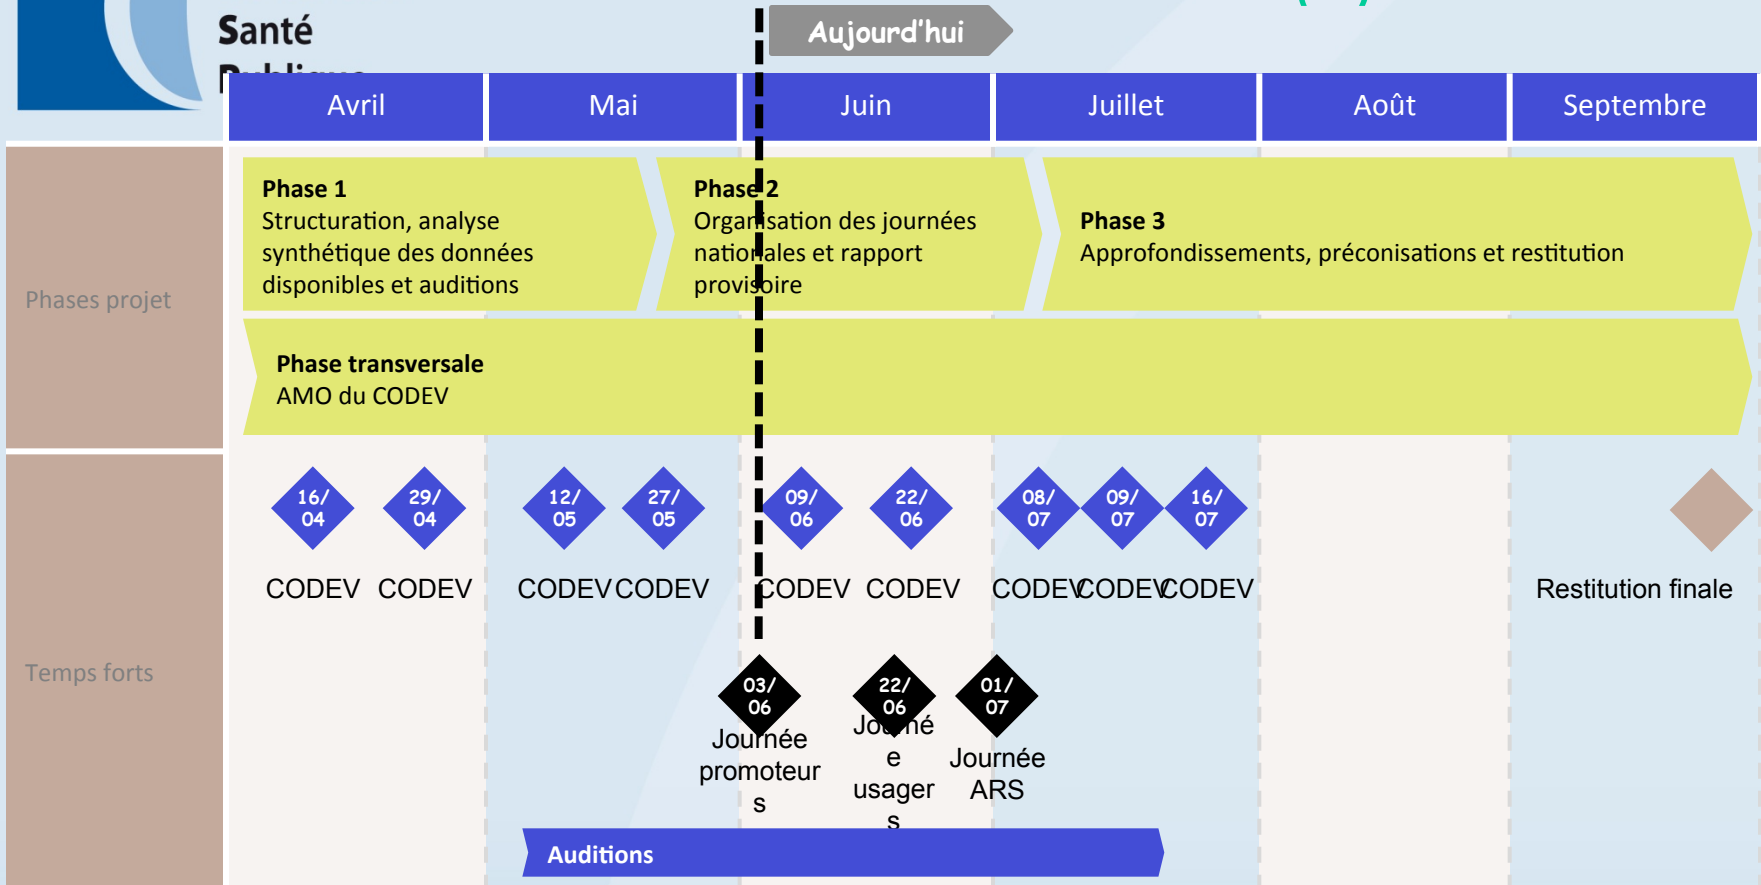 Santé
Publique
Aujourd'hui
Avril
Mai
Juin
Juillet
Août
Septembre
Phases projet
Phase 1
Structuration, analyse
synthétique des données
disponibles et auditions
Phase 2
Organisation des journées
nationales et rapport
provisoire
Phase 3
Approfondissements, préconisations et restitution
Phase transversale
AMO du CODEV
Temps forts
16/
04
29/
04
12/
05
27/
05
09/
06
22/
06
08/
07
09/
07
16/
07
CODEV
CODEV
CODEV
CODEV
CODEV
CODEV
CODEV
CODEV
CODEV
Restitution finale
03/
06
Journée
promoteur
s
22/
06
Journé
e
usager
s
01/
07
Journée
ARS
Auditions